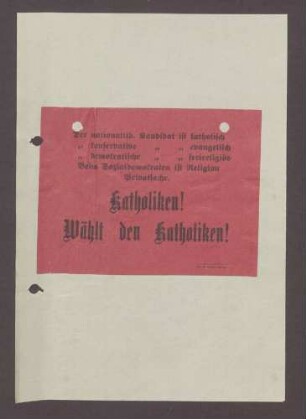 Der nationallib. Kandidat ist katholisch
„ konservative „ „ evangelisch
„ demokratische „ „ freireligiös
Beim Sozialdemokraten ist Religion
Privatsache.
Katholiken!
Wählt den Katholiken!